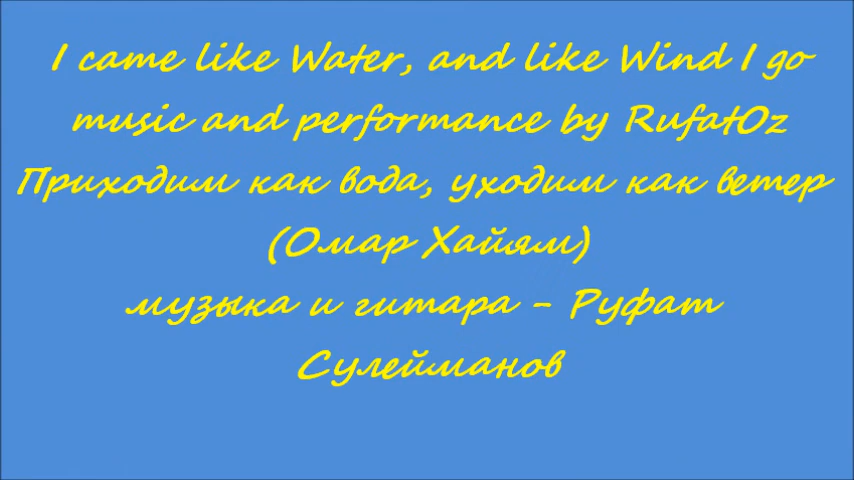 I came like Water, and like Wind I go
music and performance by RufatOz
Приходим как вода, уходим как ветер
(Омар Хайям)
музыка и гитара - Руфат
Сулейманов